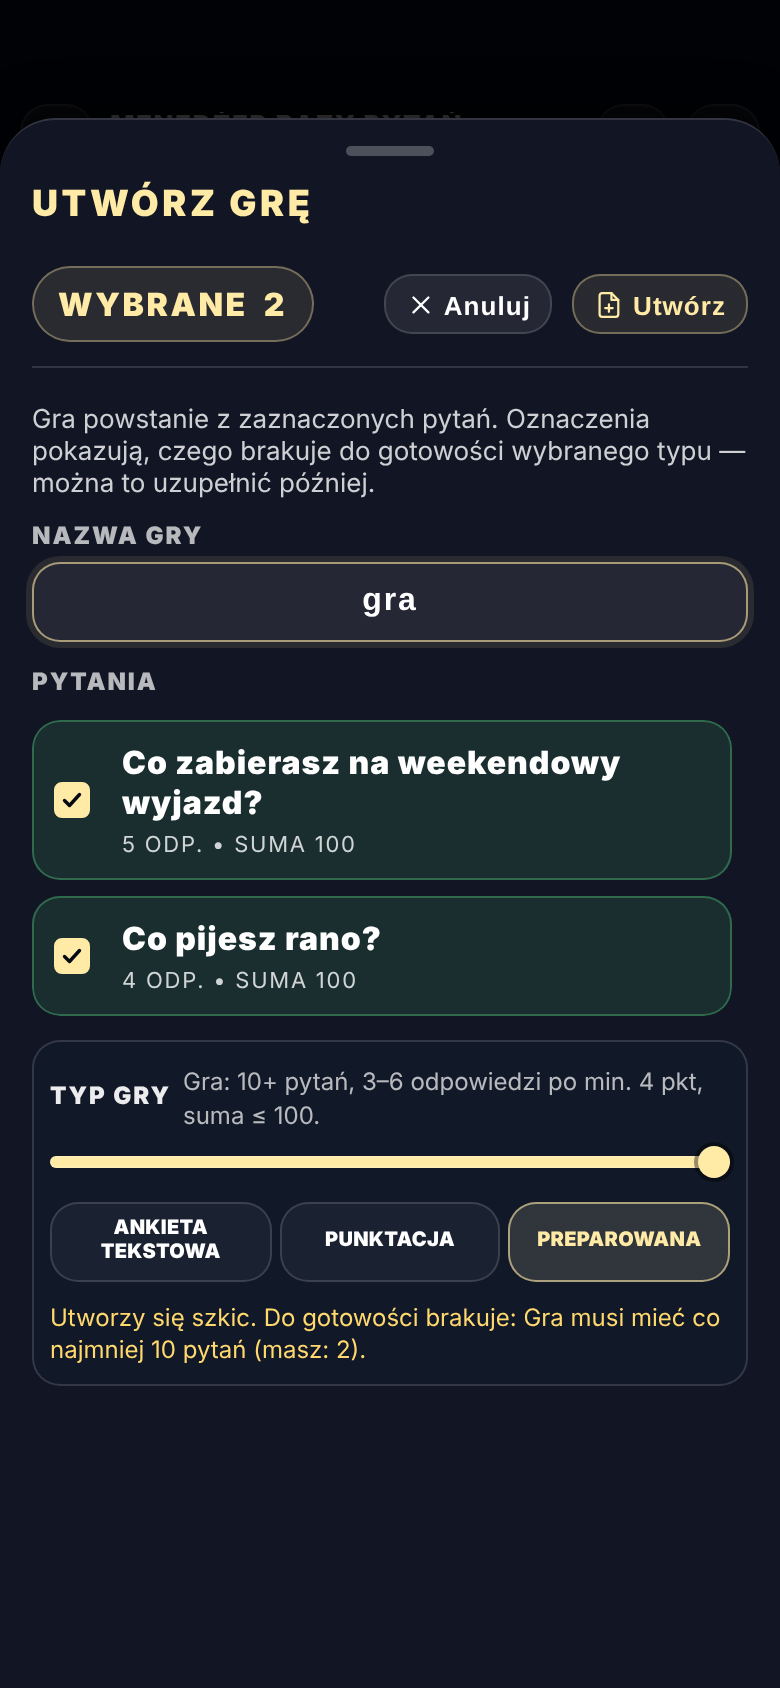 UTWÓRZ GRĘ
WYBRANE 2
Anuluj
Utwórz
Gra powstanie z zaznaczonych pytań. Oznaczenia
pokazują, czego brakuje do gotowości wybranego typu —
można to uzupełnić później.
NAZWA GRY
gra
PYTANIA
Co zabierasz na weekendowy
wyjazd?
5 ODP. • SUMA 100
Co pijesz rano?
4 ODP. • SUMA 100
TYP GRY
Gra: 10+ pytań, 3–6 odpowiedzi po min. 4 pkt,
suma ≤ 100.
ANKIETA
TEKSTOWA
PUNKTACJA
PREPAROWANA
Utworzy się szkic. Do gotowości brakuje: Gra musi mieć co
najmniej 10 pytań (masz: 2).